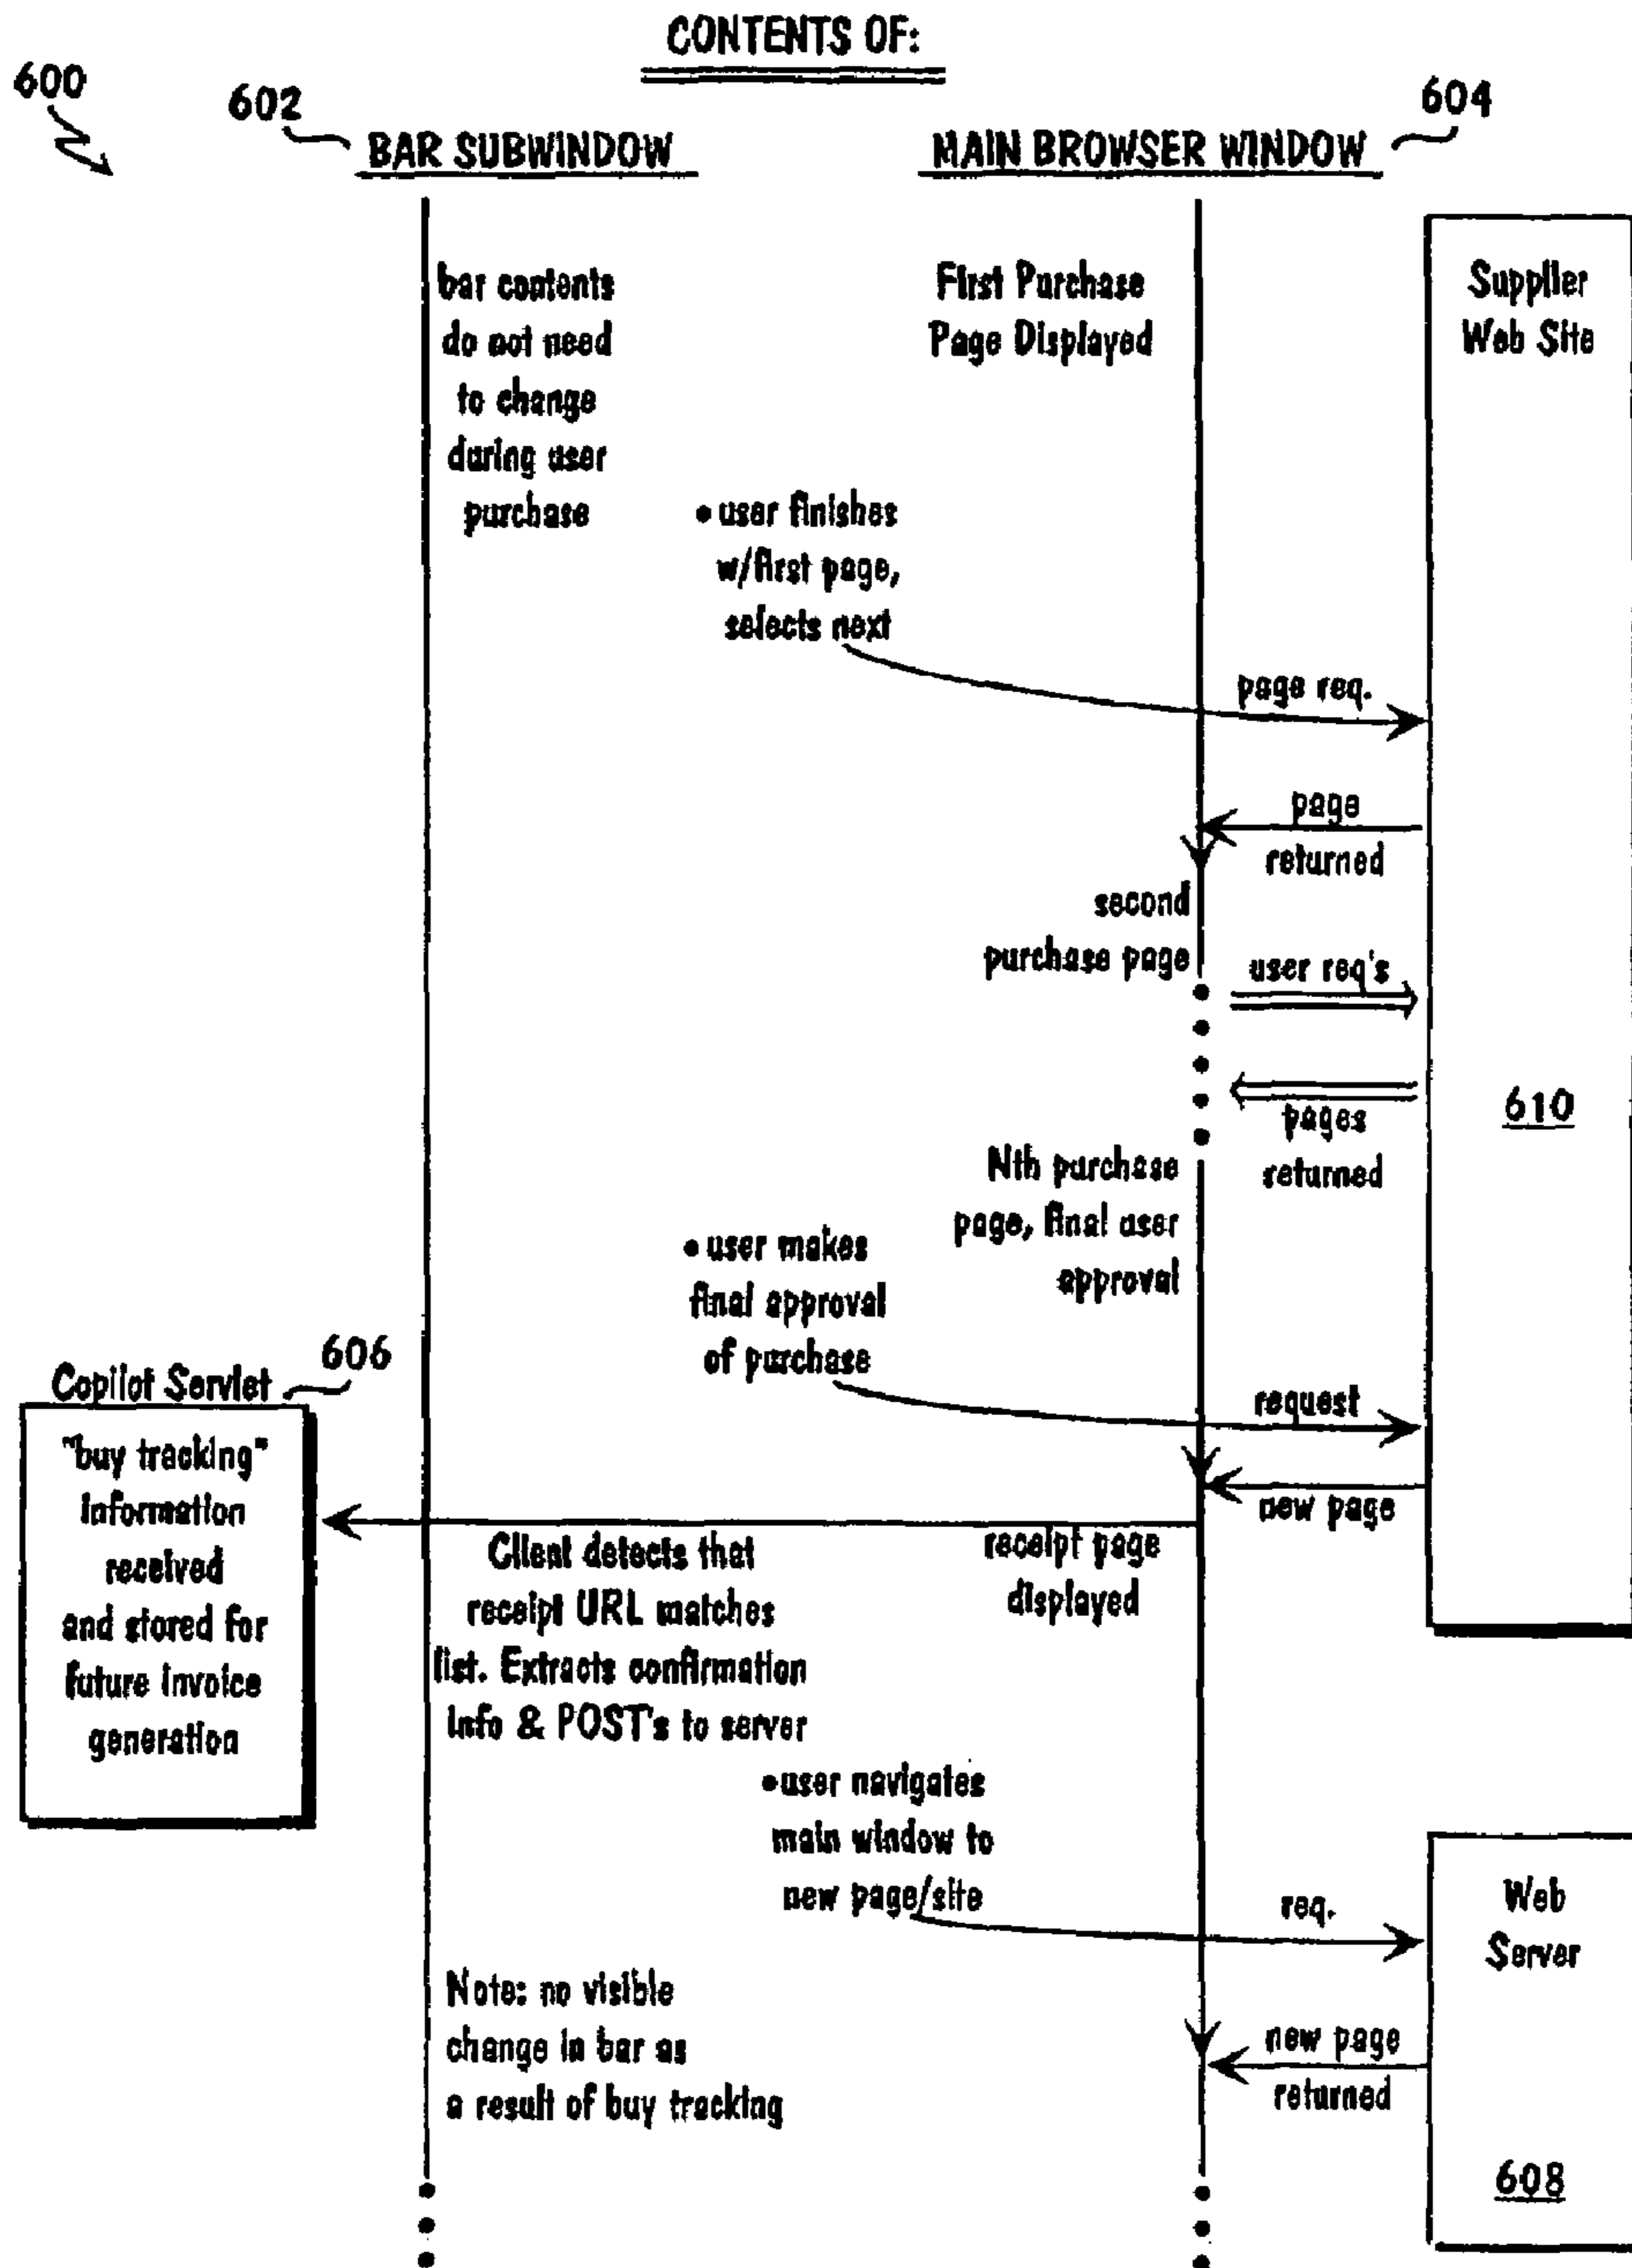 CONTENTS OF:
600
602
604
BAR SUBWINDOW
MAIN BROWSER WINDOW
bar contents
do not need
to change
during user
purchase
First Purchase
Page Displayed
Supplier
Web Site
• user finishes
w/first page,
selects next
page req.
page
returned
second
purchase page
user req's
pages
returned
610
Nth purchase
page, final user
approval
• user makes
final approval
of purchase
request
new page
606
Copilot Servlet
"buy tracking"
information
received
and stored for
future invoice
generation
Client detects that
receipt URL matches
list. Extracts confirmation
info & POST's to server
receipt page
displayed
• user navigates
main window to
new page/site
req.
Web
Server
Note: no visible
change in bar as
a result of buy tracking
new page
returned
608